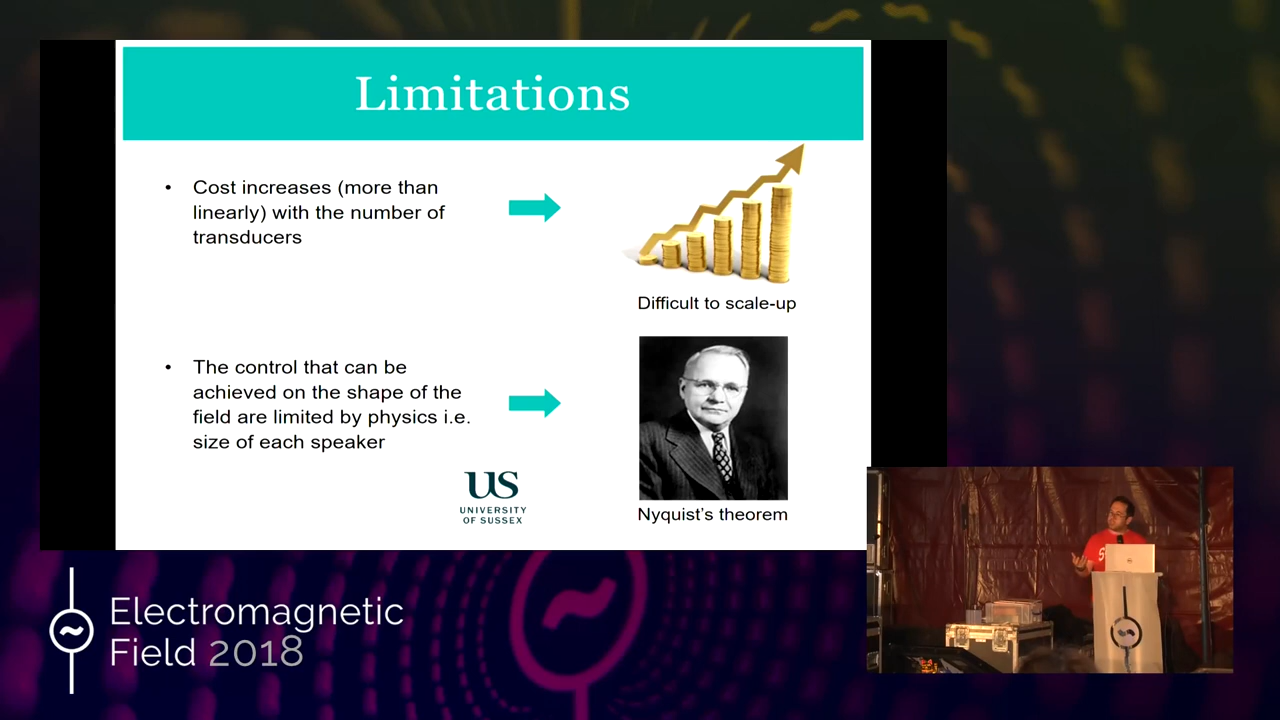 Limitations
• Cost increases (more than
linearly) with the number of
transducers
Difficult to scale-up
• The control that can be
achieved on the shape of the
field are limited by physics i.e.
size of each speaker
US
UNIVERSITY
OF SUSSEX
Nyquist's theorem
Electromagnetic
Field 2018